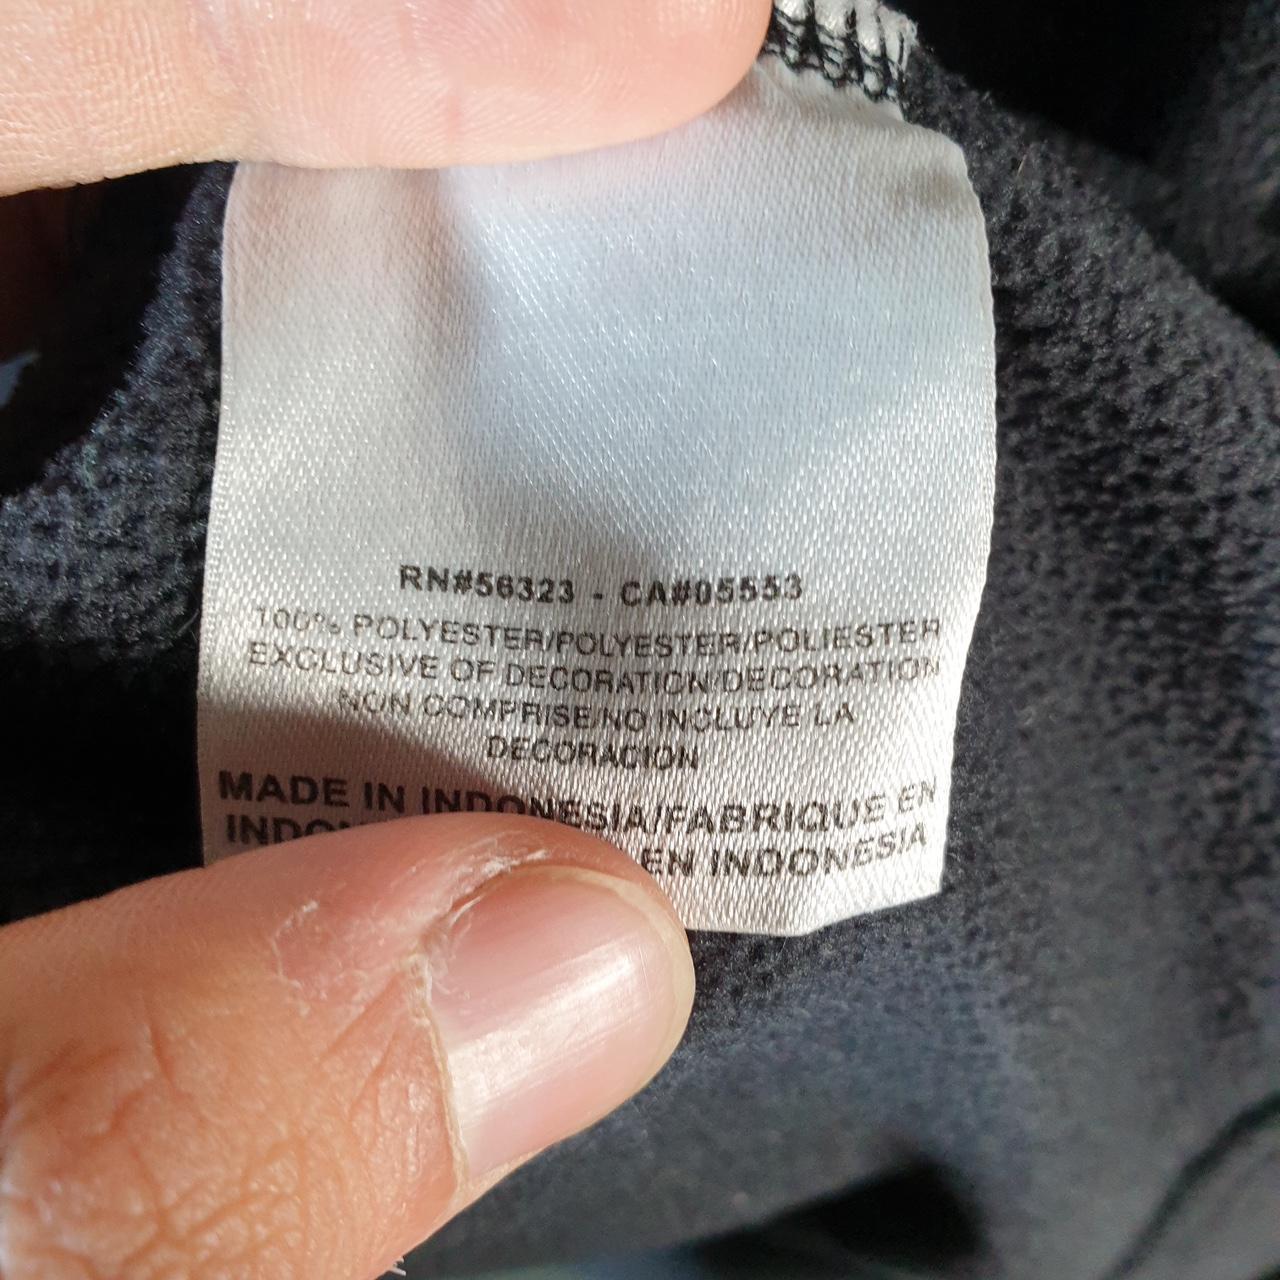 RN#56323 - CA#05553
100% POLYESTER/POLYESTER/POLIESTER
EXCLUSIVE OF DECORATION/DECORATION
NON COMPRISE/NO INCLUYE LA
DECORACION
MADE IN INDONESIA/FABRIQUE EN
EN INDONESIA